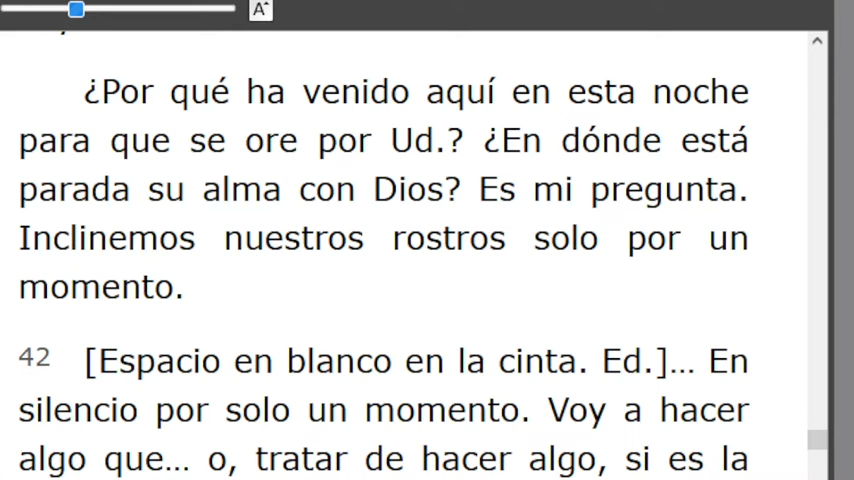 A^
¿Por qué ha venido aquí en esta noche
para que se ore por Ud.? ¿En dónde está
parada su alma con Dios? Es mi pregunta.
Inclinemos nuestros rostros solo por un
momento.
42 [Espacio en blanco en la cinta. Ed.]... En
silencio por solo un momento. Voy a hacer
algo que... o, tratar de hacer algo, si es la